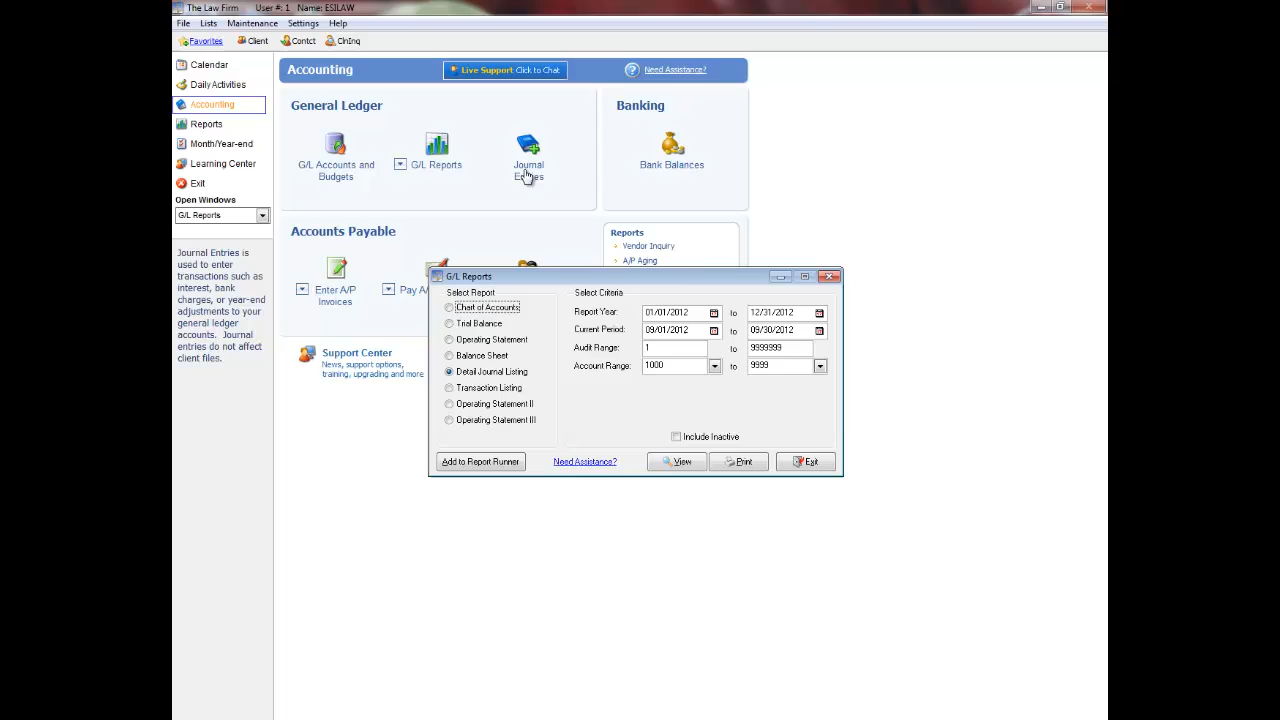 The Law Firm User #: 1 Name: ESILAW
File Lists Maintenance Settings Help
Favorites Client Contct ClnInq
Calendar
Daily Activities
Accounting
Reports
Month/Year-end
Learning Center
Exit
Open Windows
G/L Reports
Journal Entries is
used to enter
transactions such as
interest, bank
charges, or year-end
adjustments to your
general ledger
accounts. Journal
entries do not affect
client files.
Accounting
Live Support Click to Chat
Need Assistance?
General Ledger
G/L Accounts and
Budgets
G/L Reports
Journal
Entries
Banking
Bank Balances
Accounts Payable
Enter A/P
Invoices
Pay A/
Reports
Vendor Inquiry
A/P Aging
Support Center
News, support options,
training, upgrading and more
G/L Reports
Select Report
Chart of Accounts
Trial Balance
Operating Statement
Balance Sheet
Detail Journal Listing
Transaction Listing
Operating Statement II
Operating Statement III
Select Criteria
Report Year: 01/01/2012 to 12/31/2012
Current Period: 09/01/2012 to 09/30/2012
Audit Range: 1 to 9999999
Account Range: 1000 to 9999
Include Inactive
Add to Report Runner Need Assistance? View Print Exit